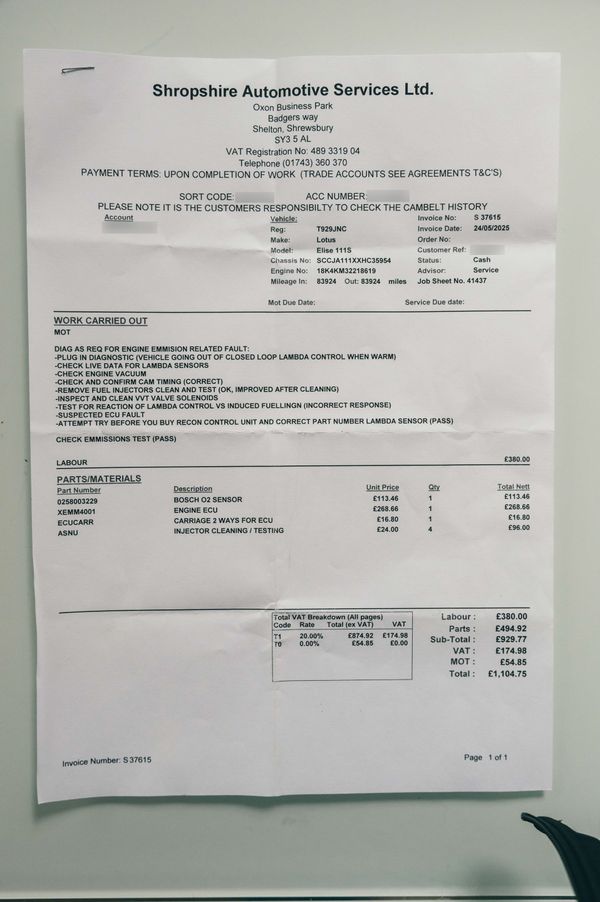 Shropshire Automotive Services Ltd.
Oxon Business Park
Badgers way
Shelton, Shrewsbury
SY3 5 AL
VAT Registration No: 489 3319 04
Telephone (01743) 360 370
PAYMENT TERMS: UPON COMPLETION OF WORK (TRADE ACCOUNTS SEE AGREEMENTS T&C'S)
SORT CODE: ACC NUMBER:
PLEASE NOTE IT IS THE CUSTOMERS RESPONSIBILTY TO CHECK THE CAMBELT HISTORY
Account Vehicle: Invoice No: S 37615
Reg: T929JNC Invoice Date: 24/05/2025
Make: Lotus Order No:
Model: Elise 111S Customer Ref:
Chassis No: SCCJA111XXHC35954 Status: Cash
Engine No: 18K4KM32218619 Advisor: Service
Mileage In: 83924 Out: 83924 miles Job Sheet No. 41437
Mot Due Date: Service Due date:
WORK CARRIED OUT
MOT
DIAG AS REQ FOR ENGINE EMMISION RELATED FAULT:
-PLUG IN DIAGNOSTIC (VEHICLE GOING OUT OF CLOSED LOOP LAMBDA CONTROL WHEN WARM)
-CHECK LIVE DATA FOR LAMBDA SENSORS
-CHECK ENGINE VACUUM
-CHECK AND CONFIRM CAM TIMING (CORRECT)
-REMOVE FUEL INJECTORS CLEAN AND TEST (OK, IMPROVED AFTER CLEANING)
-INSPECT AND CLEAN VVT VALVE SOLENOIDS
-TEST FOR REACTION OF LAMBDA CONTROL VS INDUCED FUELLINGN (INCORRECT RESPONSE)
-SUSPECTED ECU FAULT
-ATTEMPT TRY BEFORE YOU BUY RECON CONTROL UNIT AND CORRECT PART NUMBER LAMBDA SENSOR (PASS)
CHECK EMMISSIONS TEST (PASS)
LABOUR £380.00
PARTS/MATERIALS
Part Number Description Unit Price Qty Total Nett
0258003229 BOSCH O2 SENSOR £113.46 1 £113.46
XEMM4001 ENGINE ECU £268.66 1 £268.66
ECUCARR CARRIAGE 2 WAYS FOR ECU £16.80 1 £16.80
ASNU INJECTOR CLEANING / TESTING £24.00 4 £96.00
Total VAT Breakdown (All pages)
Code Rate Total (ex VAT) VAT
T1 20.00% £874.92 £174.98
T0 0.00% £54.85 £0.00
Labour : £380.00
Parts : £494.92
Sub-Total : £929.77
VAT : £174.98
MOT : £54.85
Total : £1,104.75
Invoice Number: S 37615 Page 1 of 1